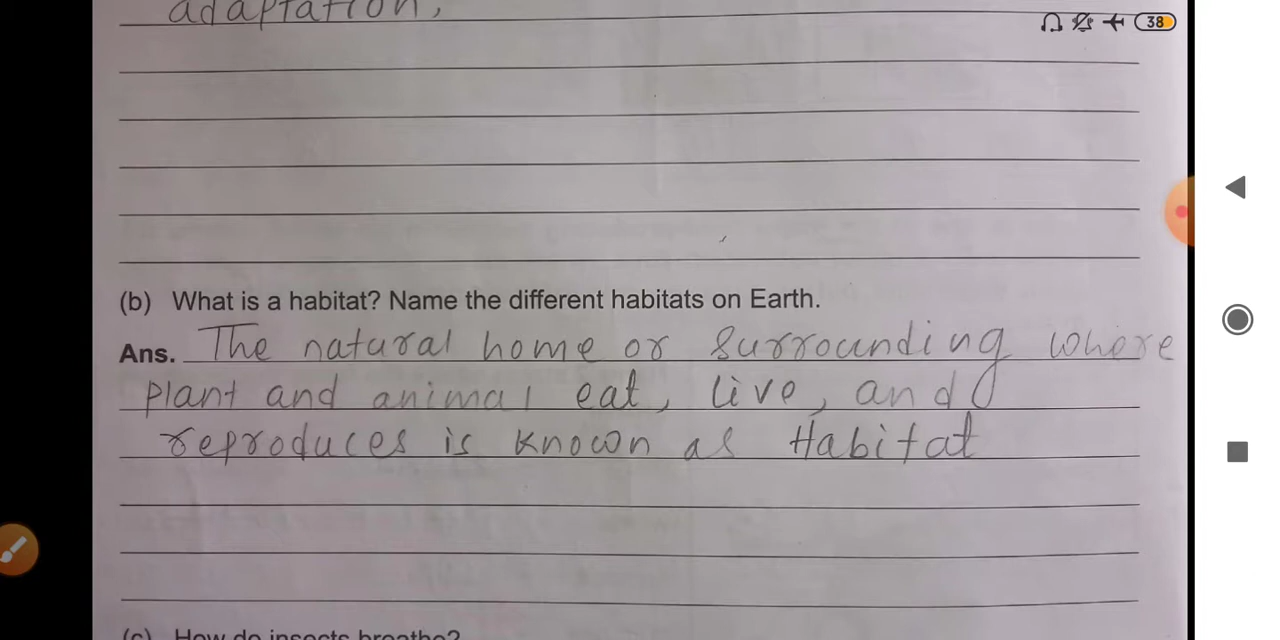 adaptation,
38
(b) What is a habitat? Name the different habitats on Earth.
Ans. The natural home or Surrounding where
plant and animal eat, live, and
reproduces is known as Habitat
(c) How do insects breathe?